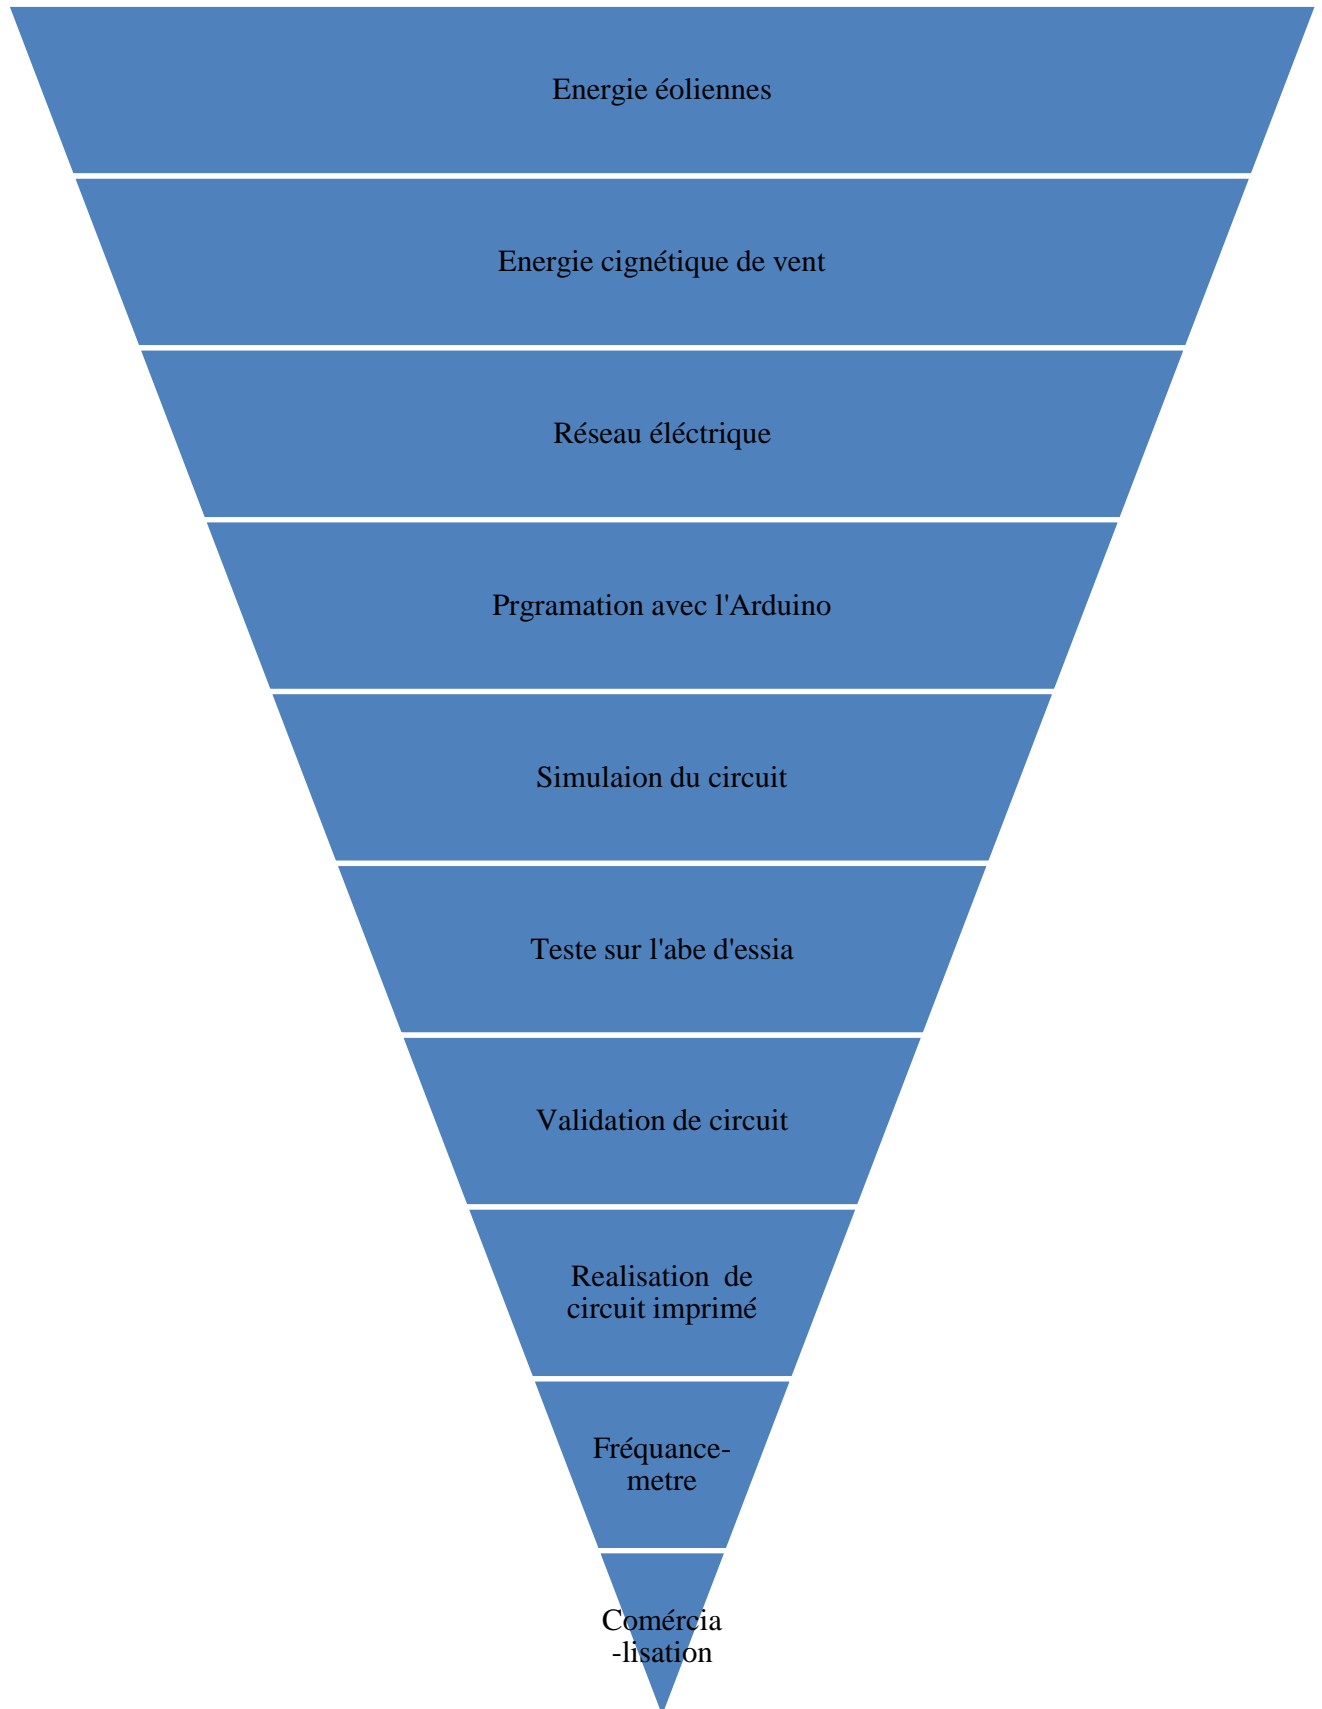 Energie éoliennes
Energie cignétique de vent
Réseau éléctrique
Prgramation avec l'Arduino
Simulaion du circuit
Teste sur l'abe d'essia
Validation de circuit
Realisation  de
circuit imprimé
Fréquance-
metre
Comércia
-lisation